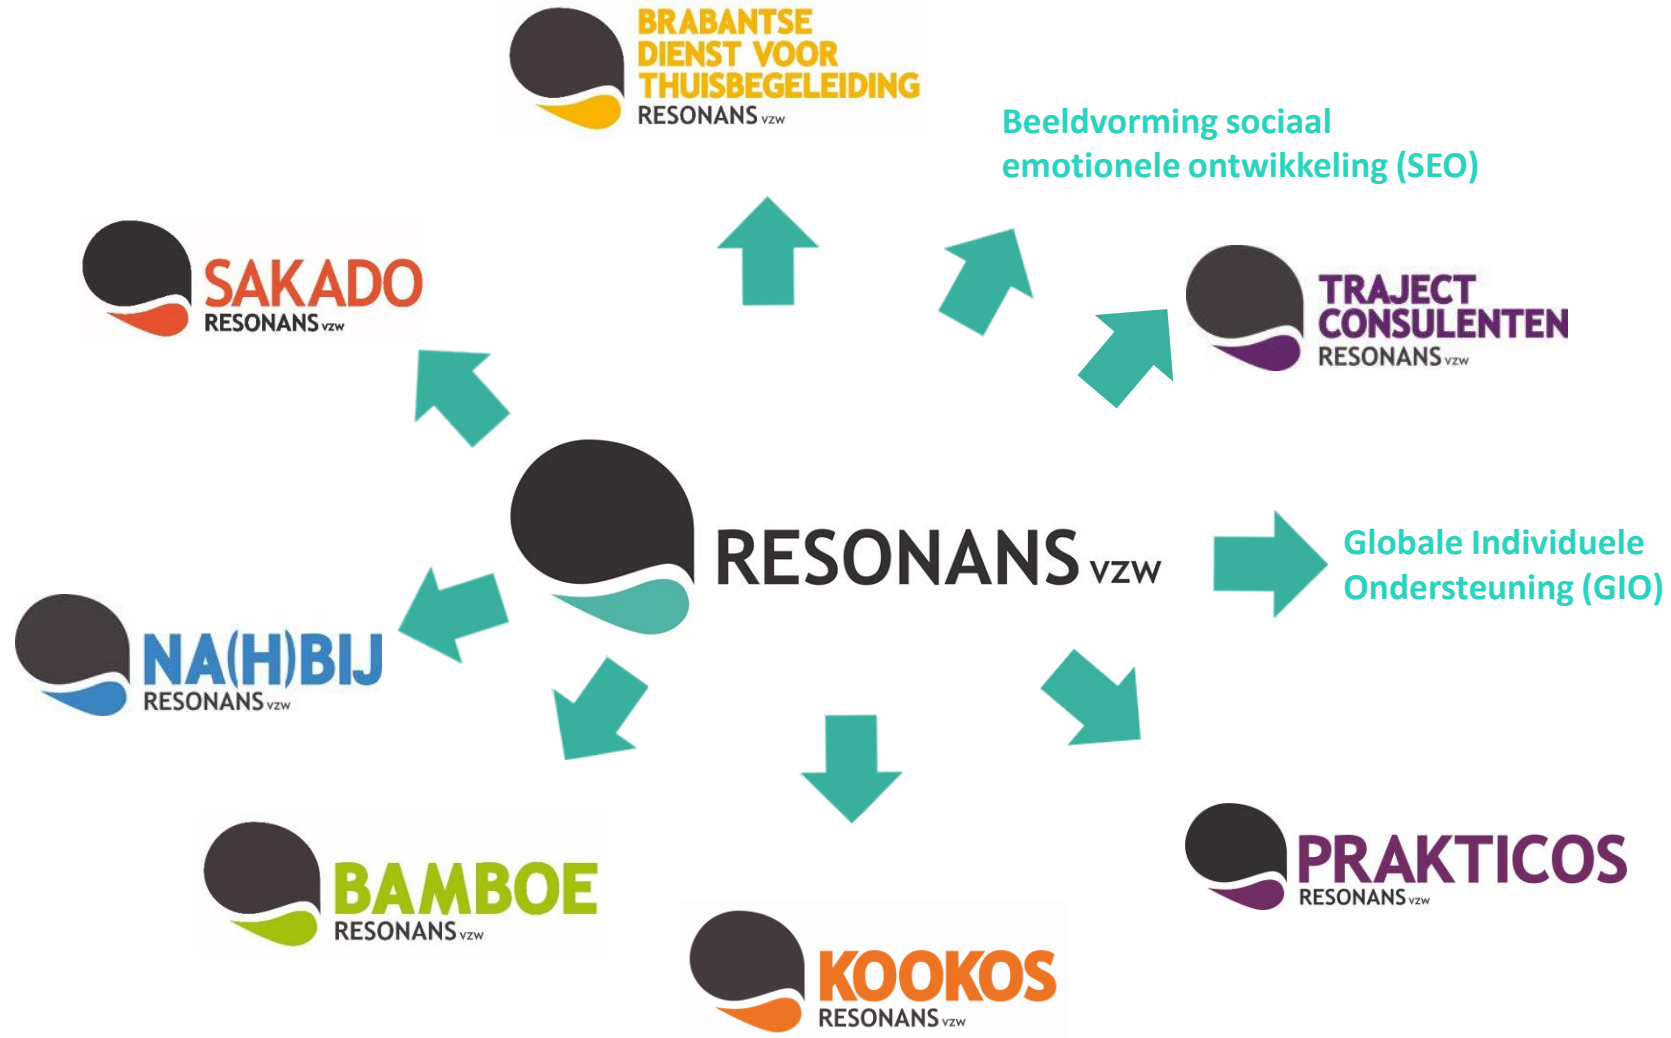 BRABANTSE
DIENST VOOR
THUISBEGELEIDING
RESONANS vzw
Beeldvorming sociaal
emotionele ontwikkeling (SEO)
SAKADO
RESONANS vzw
TRAJECT
CONSULENTEN
RESONANS vzw
RESONANS vzw
Globale Individuele
Ondersteuning (GIO)
NA(H)BIJ
RESONANS vzw
PRAKTICOS
RESONANS vzw
BAMBOE
RESONANS vzw
KOOKOS
RESONANS vzw